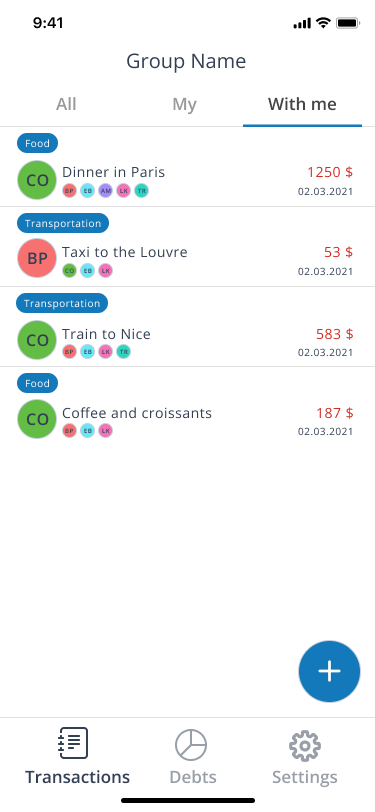 9:41
Group Name
All My With me
Food
CO Dinner in Paris 1250 $
BP EB AM LK TR 02.03.2021
Transportation
BP Taxi to the Louvre 53 $
CO EB LK 02.03.2021
Transportation
CO Train to Nice 583 $
BP EB LK TR 02.03.2021
Food
CO Coffee and croissants 187 $
BP EB LK 02.03.2021
Transactions Debts Settings